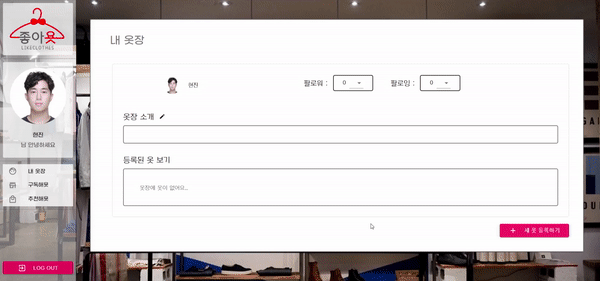 좋아옷
LIKECLOTHES
현진
님 안녕하세요
내 옷장
구독해옷
추천해옷
LOG OUT
내 옷장
현진
팔로워 : 0
팔로잉 : 0
옷장 소개
등록된 옷 보기
옷장에 옷이 없어요...
+ 새 옷 등록하기